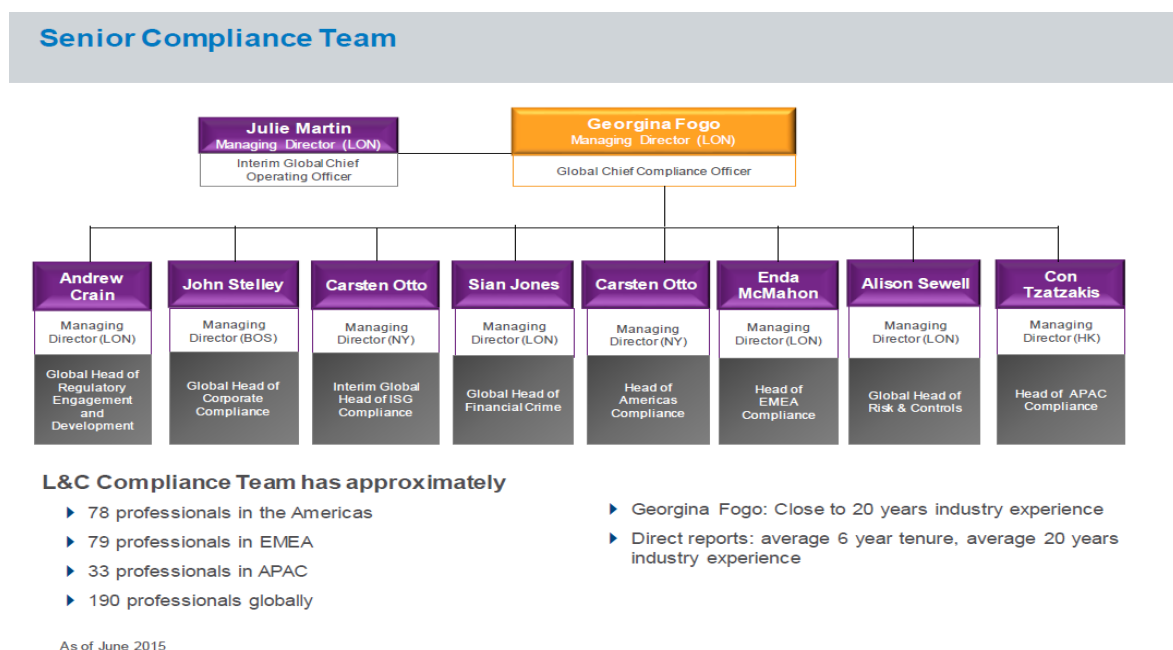 Senior Compliance Team
Julie Martin
Managing Director (LON)
Interim Global Chief
Operating Officer
Georgina Fogo
Managing Director (LON)
Global Chief Compliance Officer
Andrew
Crain
Managing
Director (LON)
Global Head of
Regulatory
Engagement
and
Development
John Stelley
Managing
Director (BOS)
Global Head of
Corporate
Compliance
Carsten Otto
Managing
Director (NY)
Interim Global
Head of ISG
Compliance
Sian Jones
Managing
Director (LON)
Global Head of
Financial Crime
Carsten Otto
Managing
Director (NY)
Head of
Americas
Compliance
Enda
McMahon
Managing
Director (LON)
Head of
EMEA
Compliance
Alison Sewell
Managing
Director (LON)
Global Head of
Risk & Controls
Con
Tzatzakis
Managing
Director (HK)
Head of APAC
Compliance
L&C Compliance Team has approximately
78 professionals in the Americas
79 professionals in EMEA
33 professionals in APAC
190 professionals globally
Georgina Fogo: Close to 20 years industry experience
Direct reports: average 6 year tenure, average 20 years
industry experience
As of June 2015